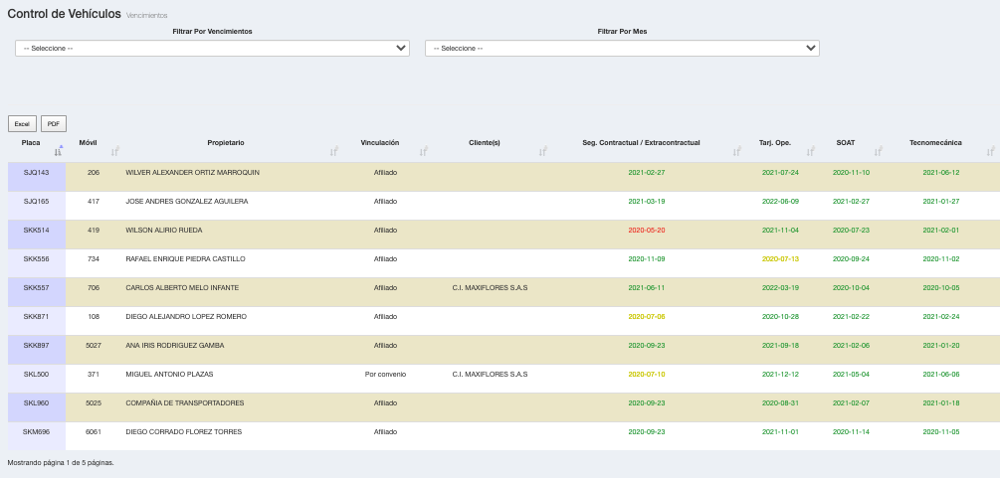 Control de Vehículos Vencimientos
Filtrar Por Vencimientos Filtrar Por Mes
-- Seleccione -- -- Seleccione --
Excel PDF
Placa Móvil Propietario Vinculación Cliente(s) Seg. Contractual / Extracontractual Tarj. Ope. SOAT Tecnomecánica
SJQ143 206 WILVER ALEXANDER ORTIZ MARROQUIN Afiliado 2021-02-27 2021-07-24 2020-11-10 2021-06-12
SJQ165 417 JOSE ANDRES GONZALEZ AGUILERA Afiliado 2021-03-19 2022-06-09 2021-02-27 2021-01-27
SKK514 419 WILSON ALIRIO RUEDA Afiliado 2020-05-20 2021-11-04 2020-07-23 2021-02-01
SKK556 734 RAFAEL ENRIQUE PIEDRA CASTILLO Afiliado 2020-11-09 2020-07-13 2020-09-24 2020-11-02
SKK557 706 CARLOS ALBERTO MELO INFANTE Afiliado C.I. MAXIFLORES S.A.S 2021-06-11 2022-03-19 2020-10-04 2020-10-05
SKK871 108 DIEGO ALEJANDRO LOPEZ ROMERO Afiliado 2020-07-06 2020-10-28 2021-02-22 2021-02-24
SKK897 5027 ANA IRIS RODRIGUEZ GAMBA Afiliado 2020-09-23 2021-09-18 2021-02-06 2021-01-20
SKL500 371 MIGUEL ANTONIO PLAZAS Por convenio C.I. MAXIFLORES S.A.S 2020-07-10 2021-12-12 2021-05-04 2021-06-06
SKL960 5025 COMPAÑIA DE TRANSPORTADORES Afiliado 2020-09-23 2020-08-31 2021-02-07 2021-01-18
SKM696 6061 DIEGO CORRADO FLOREZ TORRES Afiliado 2020-09-23 2021-11-01 2020-11-14 2020-11-05
Mostrando página 1 de 5 páginas.